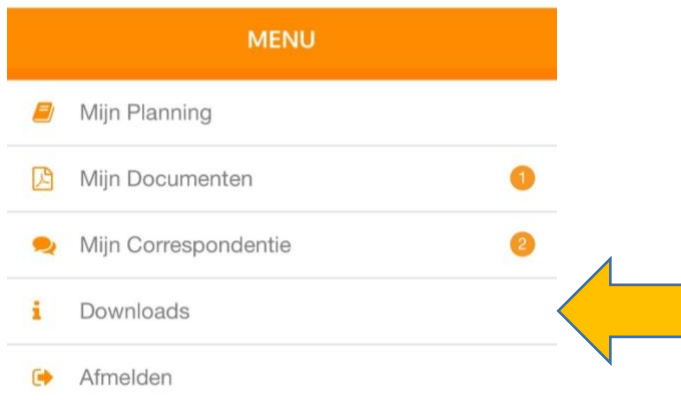 MENU
Mijn Planning
Mijn Documenten 1
Mijn Correspondentie 2
Downloads
Afmelden